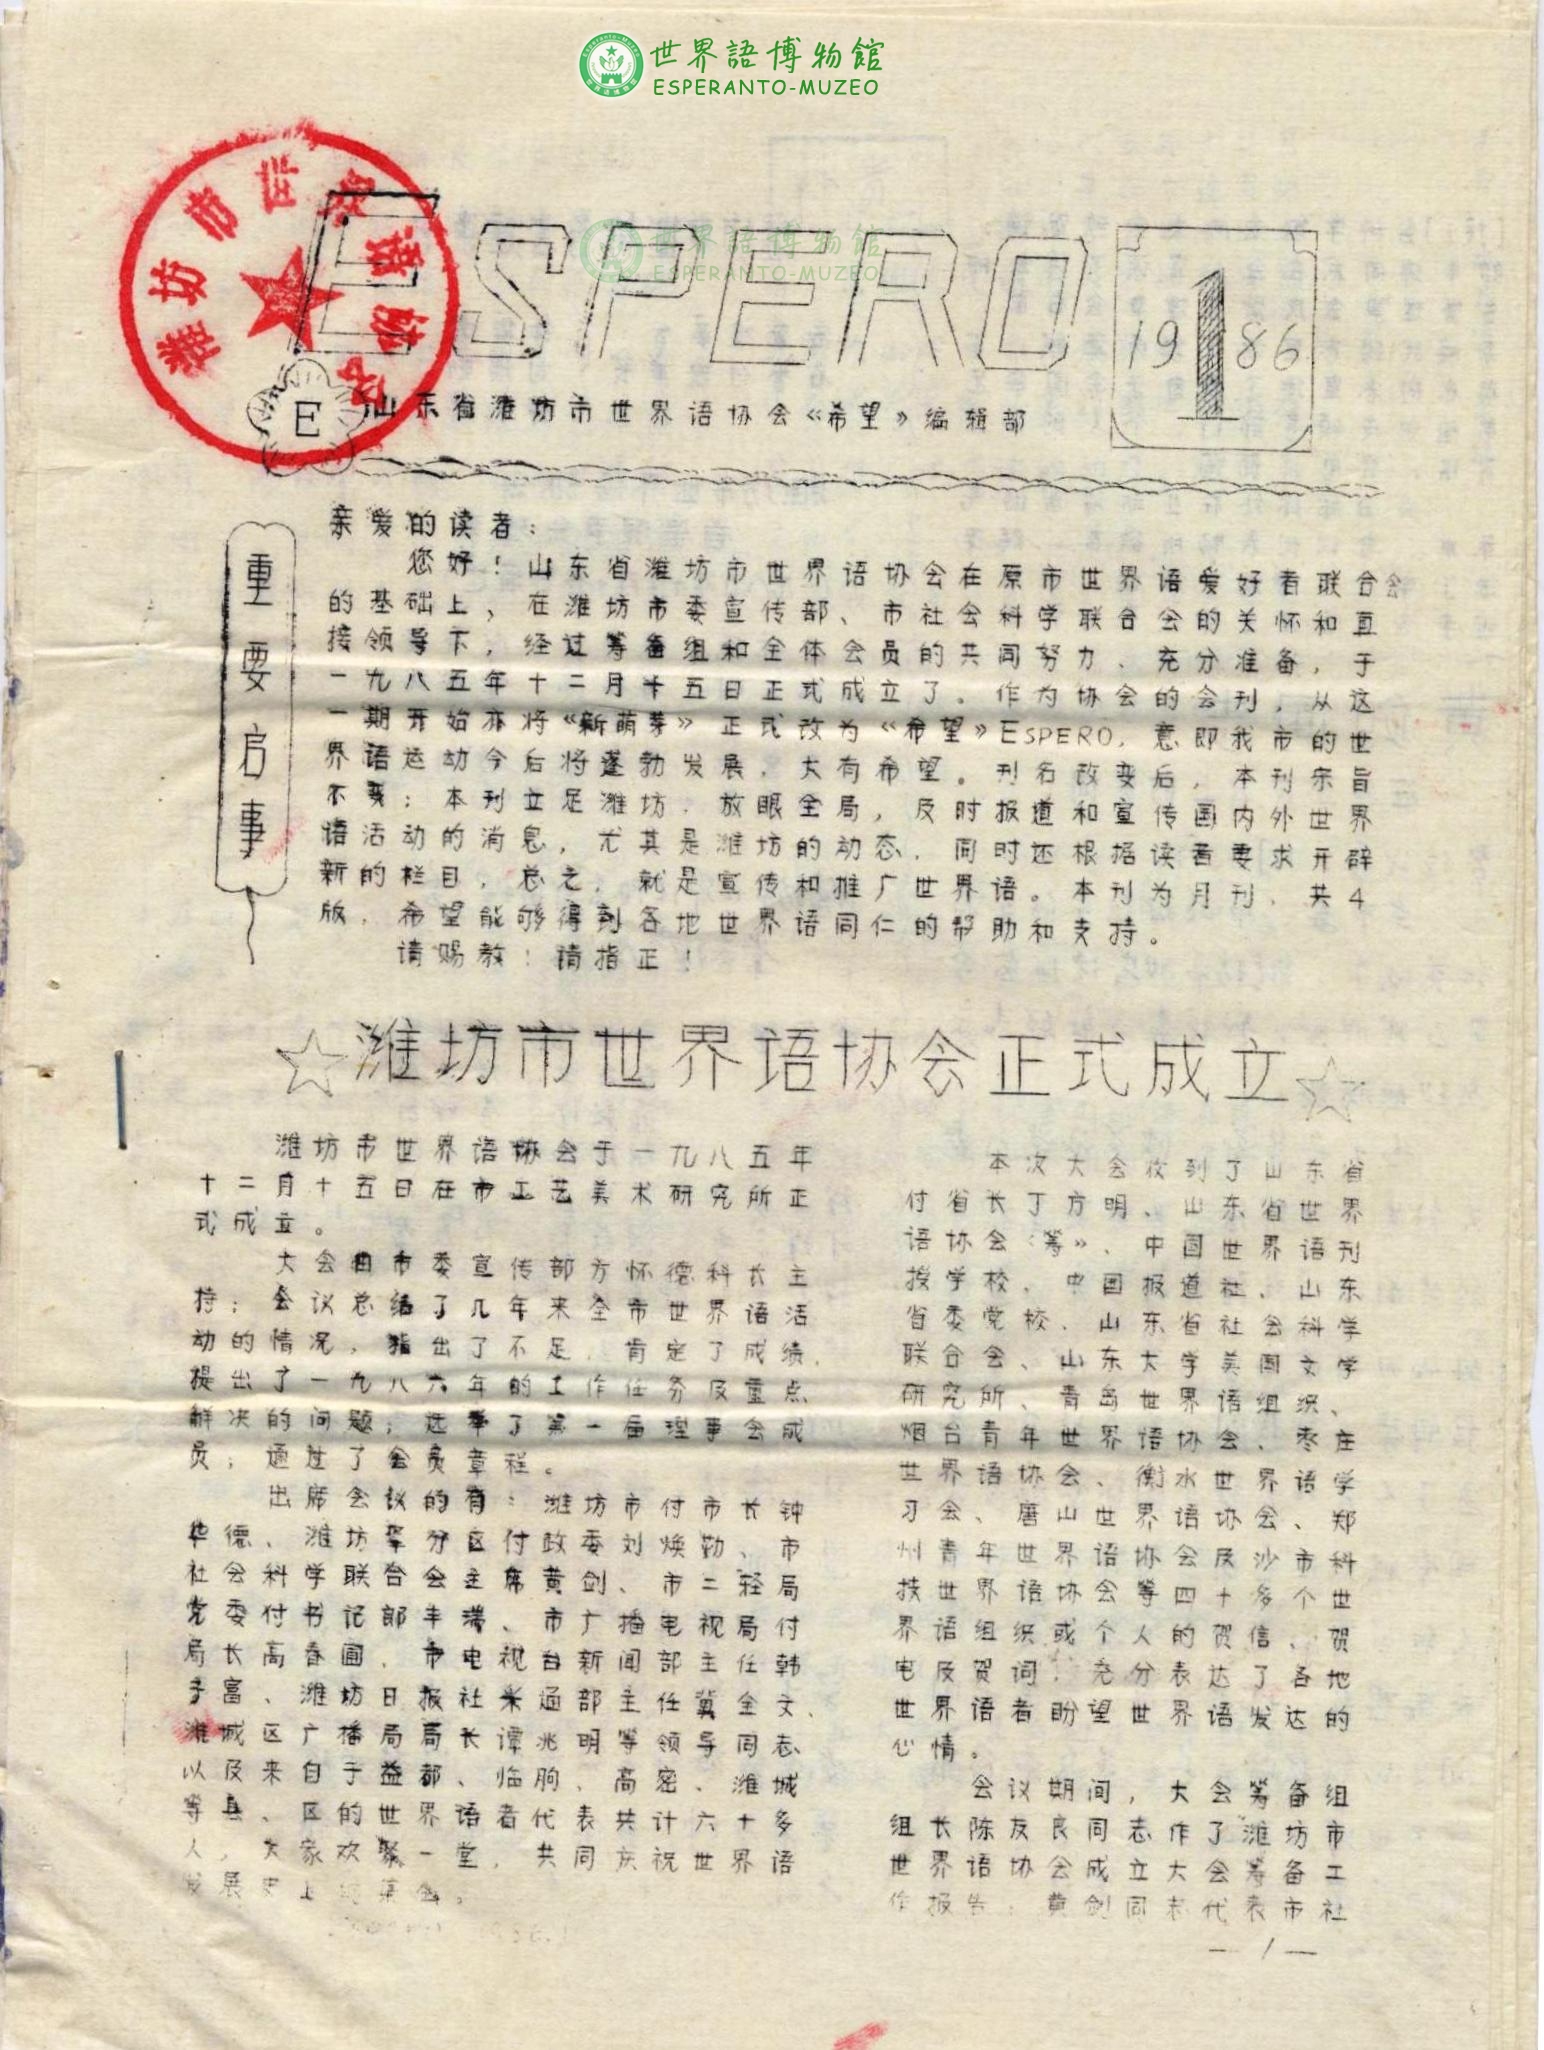 世界語博物館
ESPERANTO-MUZEO
潍坊市世界语协会
ESPERO
1986
1
世界語博物館
ESPERANTO-MUZEO
E
山东省潍坊市世界语协会《希望》编辑部
重要启事
亲爱的读者：
您好！山东省潍坊市世界语协会在原市世界语爱好者联合会
的基础上，在潍坊市委宣传部、市社会科学联合会的关怀和直
接领导下，经过筹备组和全体会员的共同努力、充分准备，于
一九八五年十二月十五日正式成立了。作为协会的会刊，从这
一期开始亦将《新萌芽》正式改为《希望》ESPERO，意即我市的世
界语运动今后将蓬勃发展，大有希望。刊名改变后，本刊宗旨
不变；本刊立足潍坊，放眼全局，及时报道和宣传国内外世界
语活动的消息，尤其是潍坊的动态，同时还根据读者要求开辟
新的栏目，总之，就是宣传和推广世界语。本刊为月刊，共4
版，希望能够得到各地世界语同仁的帮助和支持。
请赐教！请指正！
☆潍坊市世界语协会正式成立☆
潍坊市世界语协会于一九八五年
十二月十五日在市工艺美术研究所正
式成立。
大会由市委宣传部方怀德科长主
持；会议总结了几年来全市世界语活
动的情况，指出了不足，肯定了成绩，
提出了一九八六年的工作任务及重点
解决的问题；选举了第一届理事会成
员；通过了会员章程。
出席会议的有：潍坊市付市长钟
华德、潍坊军分区付政委刘焕勤、市
社会科学联合会主席黄剑、市二轻局
党委付书记郎丰瑞、市广播电视局付
局长高春圃，市电视台新闻部主任韩
子富、潍坊日报社采通部主任冀全文、
潍城区广播局局长谭兆明等领导同志
以及来自于益都、临朐、高密、潍城
等县、区的世界语者代表共计六十多
人，大家欢聚一堂，共同庆祝世界语
发展史上的集会。
本次大会收到了山东省
付省长丁方明、山东省世界
语协会（筹）、中国世界语刊
授学校，中国报道社、山东
省委党校、山东省社会科学
联合会、山东大学美国文学
研究所、青岛世界语组织、
烟台青年世界语协会、枣庄
世界语协会、衡水世界语学
习会、唐山世界语协会、郑
州青年世界语协会及沙市科
技世界语协会等四十多个世
界语组织或个人的贺信、贺
电及贺词，充分表达了各地
世界语者盼望世界语发达的
心情。
会议期间，大会筹备组
组长陈友良同志作了潍坊市
世界语协会成立大会筹备工
作报告；黄剑同志代表市社
—1—